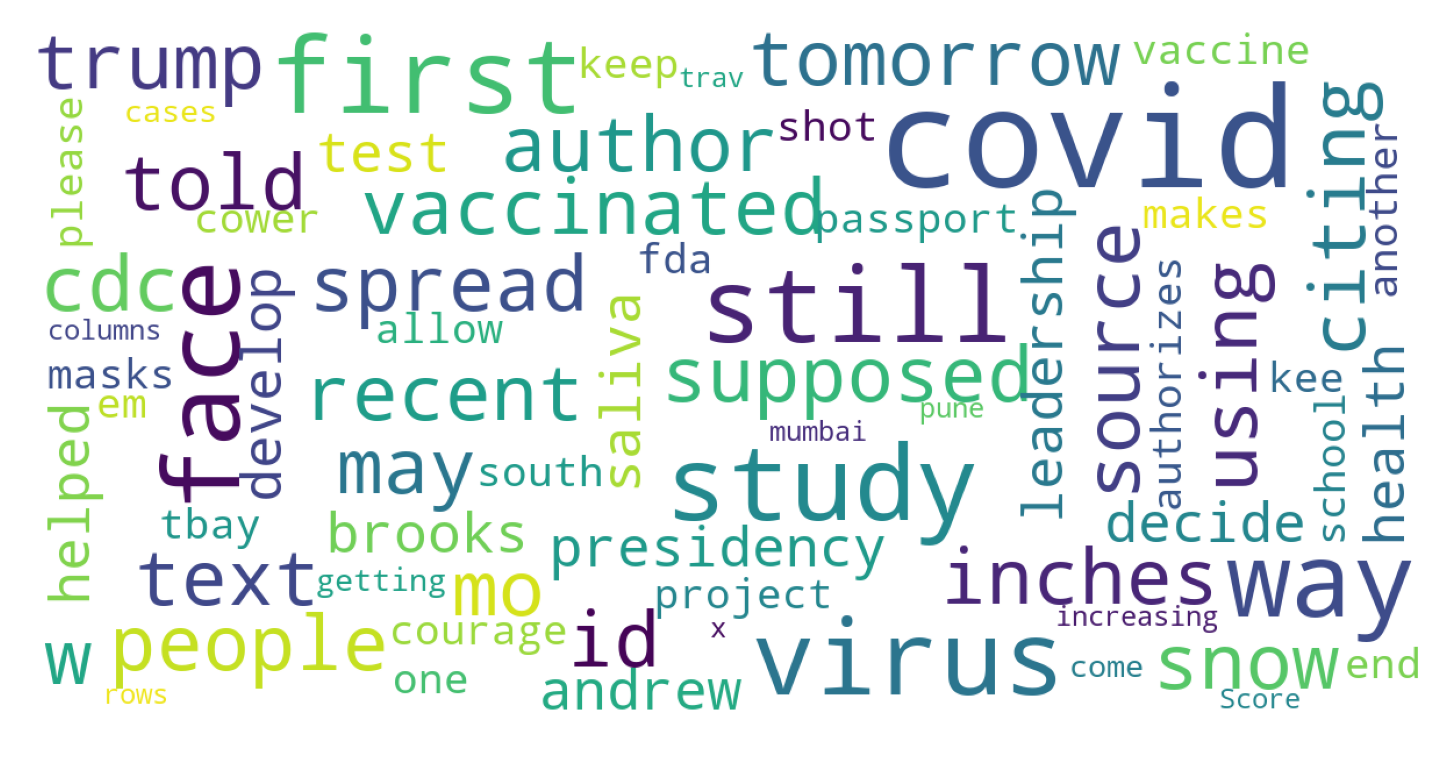 trump
first
keep
trav
tomorrow
vaccine
please
cases
told
test
author
shot
covid
citing
another
cower
vaccinated
passport
makes
cdc
face
develop
spread
fda
still
leadership
source
authorizes
using
columns
allow
saliva
masks
em
recent
supposed
pune
kee
school
health
helped
may
south
mumbai
study
tbay
brooks
presidency
decide
text
getting
mo
project
inches
way
increasing
w
people
courage
id
x
virus
come
snow
end
rows
one
andrew
Score